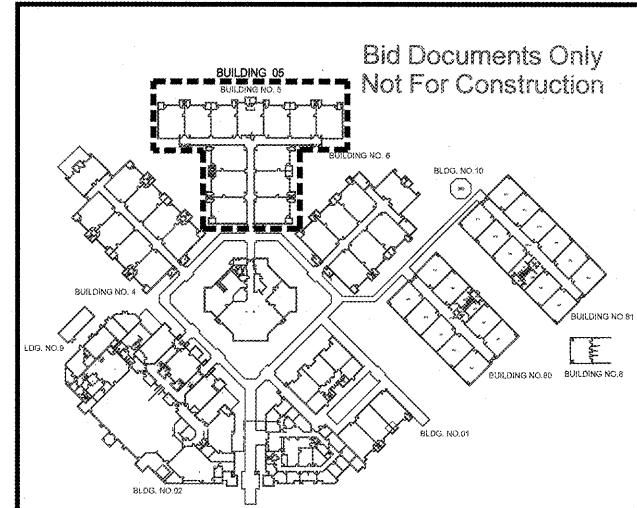 Bid Documents Only
Not For Construction
BUILDING 05
BUILDING NO. 5
BUILDING NO. 6
BLDG. NO.10
BUILDING NO. 4
BUILDING NO.81
LDG. NO.9
BUILDING NO.80
BUILDING NO.8
BLDG. NO.01
BLDG. NO.02